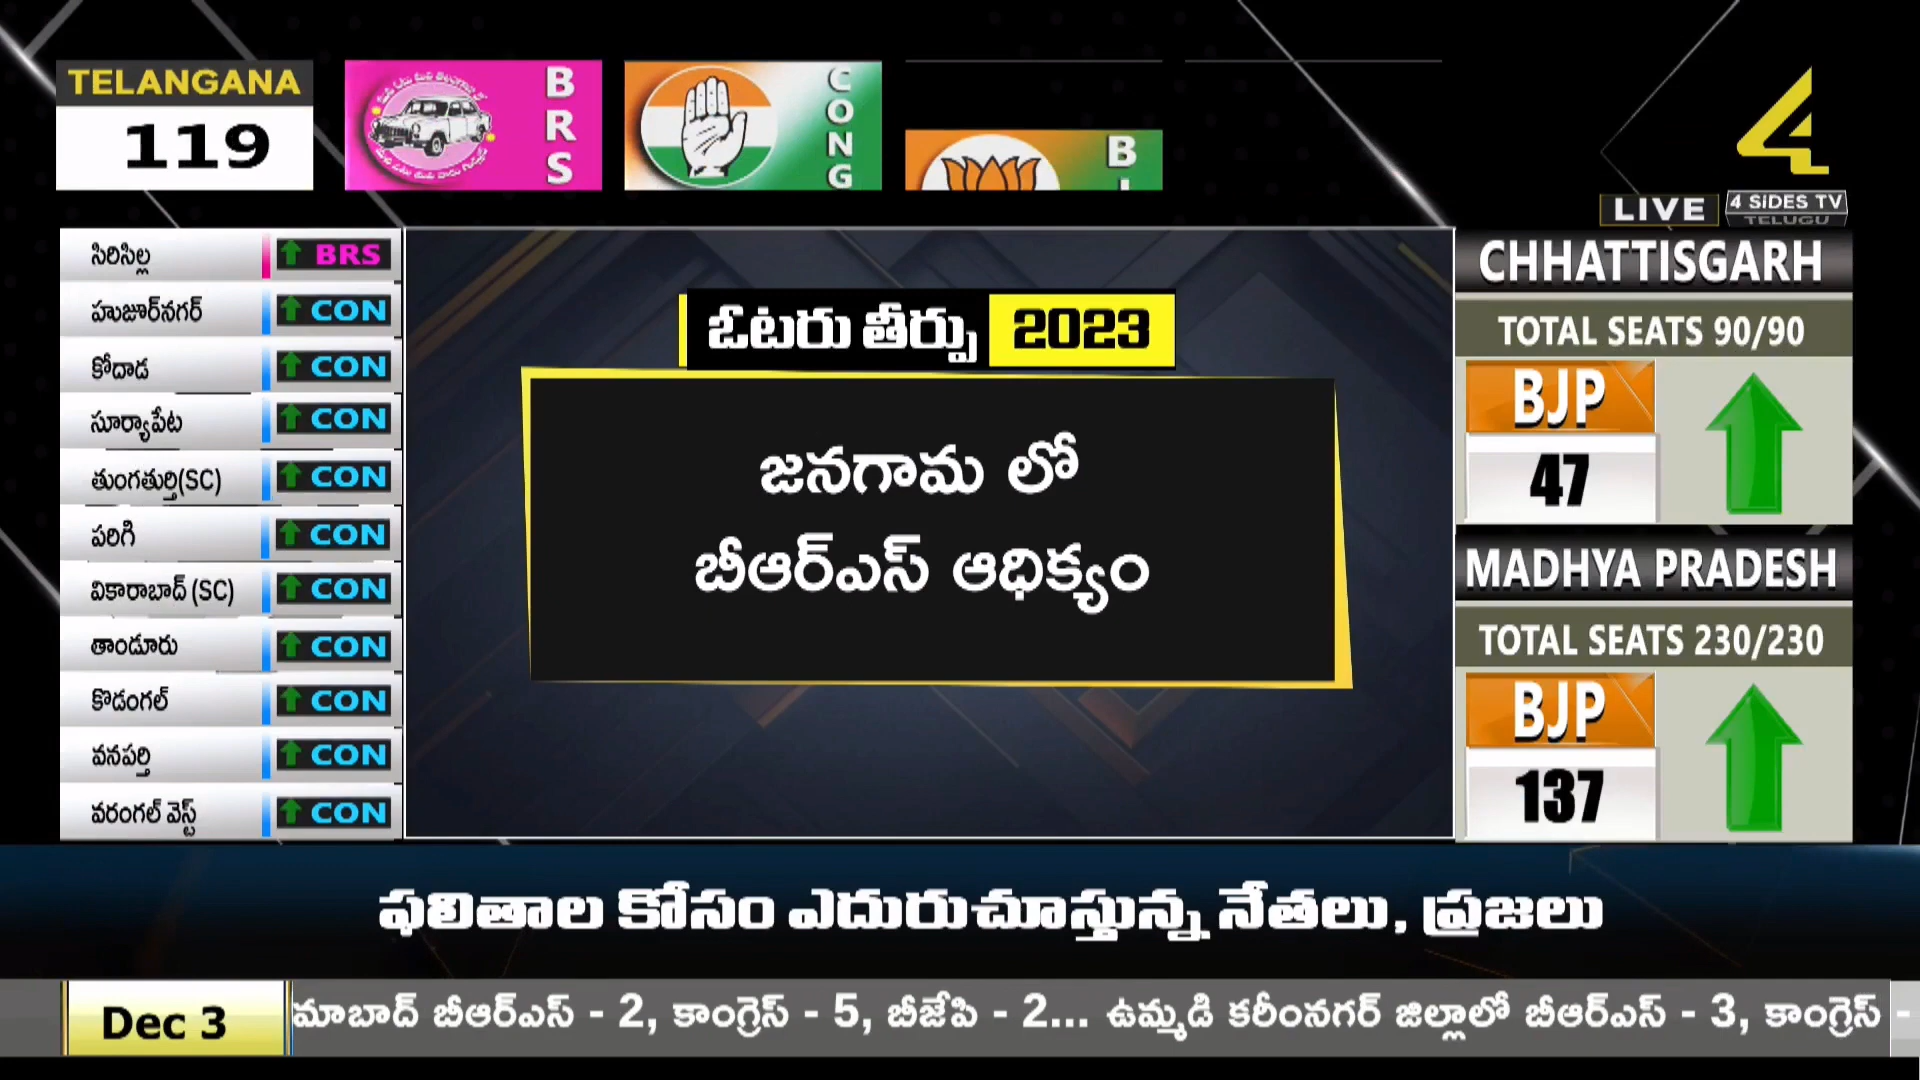 TELANGANA
119
BRS
CONG
B
4
LIVE
4 SiDES TV
TELUGU
సిరిసిల్ల BRS
హుజూర్‌నగర్ CON
కోదాడ CON
సూర్యాపేట CON
తుంగతుర్తి(SC) CON
పరిగి CON
వికారాబాద్ (SC) CON
తాండూరు CON
కొడంగల్ CON
వనపర్తి CON
వరంగల్ వెస్ట్ CON
ఓటరు తీర్పు 2023
జనగామ లో
బీఆర్ఎస్ ఆధిక్యం
CHHATTISGARH
TOTAL SEATS 90/90
BJP
47
MADHYA PRADESH
TOTAL SEATS 230/230
BJP
137
ఫలితాల కోసం ఎదురుచూస్తున్న నేతలు, ప్రజలు
Dec 3
మాబాద్ బీఆర్ఎస్ - 2, కాంగ్రెస్ - 5, బీజేపి - 2... ఉమ్మడి కరీంనగర్ జిల్లాలో బీఆర్ఎస్ - 3, కాంగ్రెస్ -